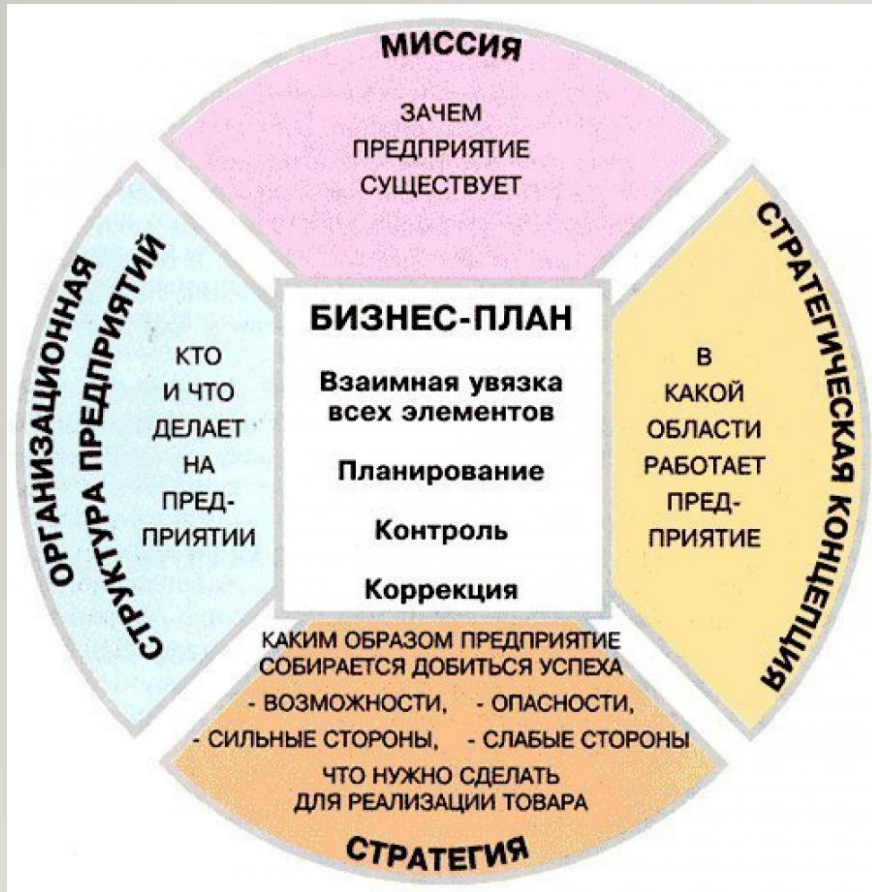 МИССИЯ
ЗАЧЕМ
ПРЕДПРИЯТИЕ
СУЩЕСТВУЕТ
ОРГАНИЗАЦИОННАЯ
СТРУКТУРА ПРЕДПРИЯТИЙ
КТО
И ЧТО
ДЕЛАЕТ
НА
ПРЕД-
ПРИЯТИИ
БИЗНЕС-ПЛАН
Взаимная увязка
всех элементов
Планирование
Контроль
Коррекция
В
КАКОЙ
ОБЛАСТИ
РАБОТАЕТ
ПРЕД-
ПРИЯТИЕ
СТРАТЕГИЧЕСКАЯ КОНЦЕПЦИЯ
КАКИМ ОБРАЗОМ ПРЕДПРИЯТИЕ
СОБИРАЕТСЯ ДОБИТЬСЯ УСПЕХА
- ВОЗМОЖНОСТИ, - ОПАСНОСТИ,
- СИЛЬНЫЕ СТОРОНЫ, - СЛАБЫЕ СТОРОНЫ
ЧТО НУЖНО СДЕЛАТЬ
ДЛЯ РЕАЛИЗАЦИИ ТОВАРА
СТРАТЕГИЯ